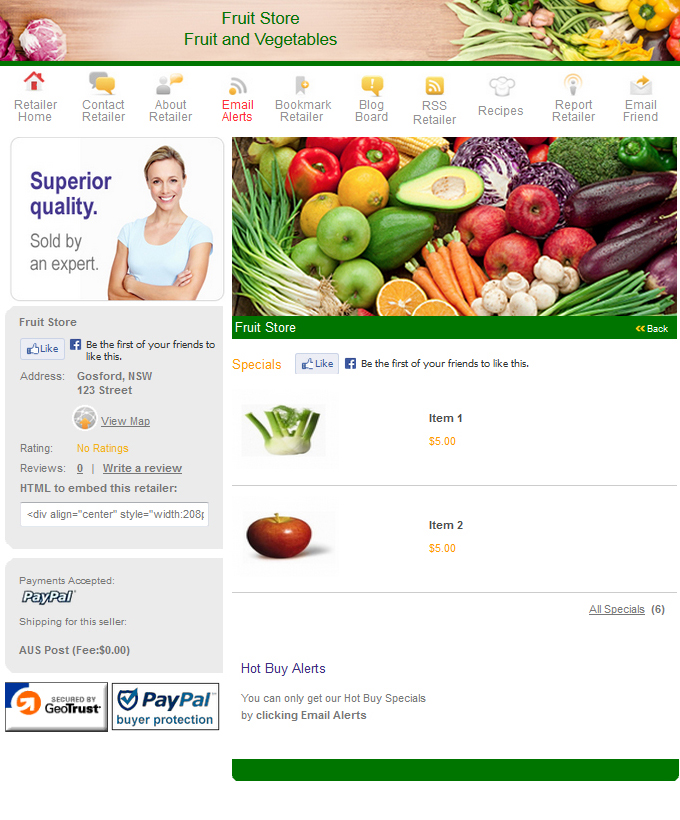 Fruit Store
Fruit and Vegetables
Retailer Home
Contact Retailer
About Retailer
Email Alerts
Bookmark Retailer
Blog Board
RSS Retailer
Recipes
Report Retailer
Email Friend
Superior
quality.
Sold by
an expert.
Fruit Store
Like
Be the first of your friends to
like this.
Address: Gosford, NSW
123 Street
View Map
Rating: No Ratings
Reviews: 0 | Write a review
HTML to embed this retailer:
<div align="center" style="width:208p
Payments Accepted:
PayPal
Shipping for this seller:
AUS Post (Fee:$0.00)
SECURED BY
GeoTrust
PayPal
buyer protection
Fruit Store
Back
Specials
Like
Be the first of your friends to like this.
Item 1
$5.00
Item 2
$5.00
All Specials (6)
Hot Buy Alerts
You can only get our Hot Buy Specials
by clicking Email Alerts